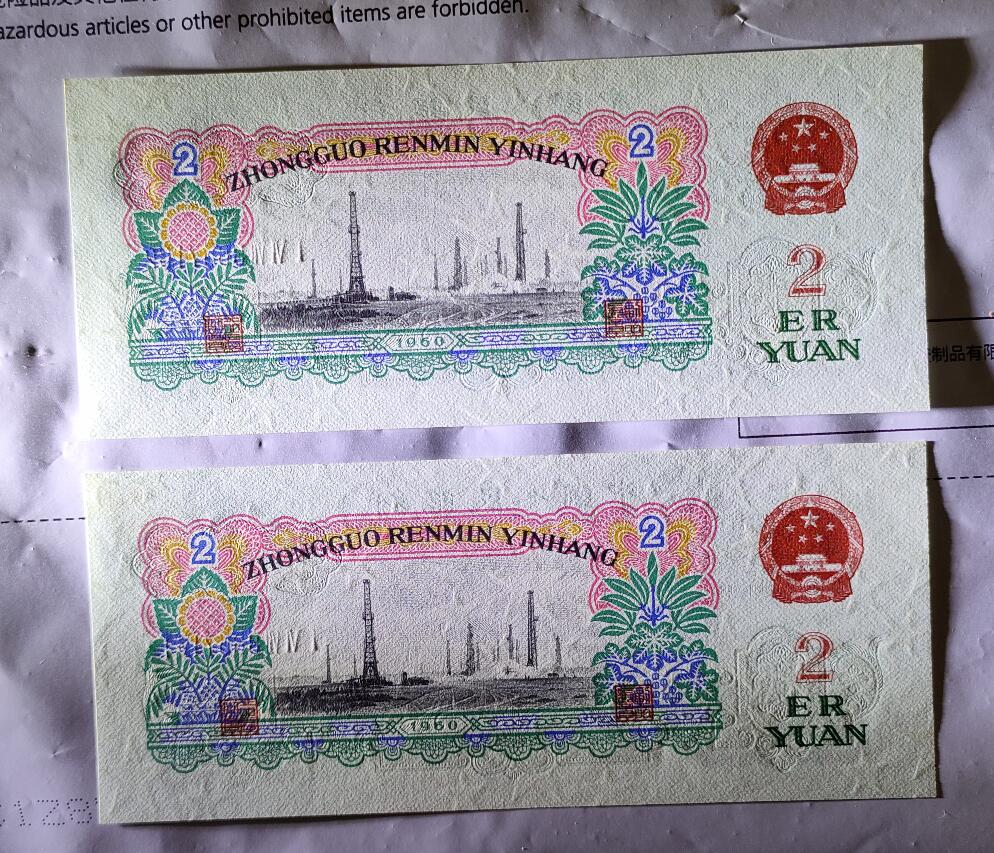 azardous articles or other prohibited items are forbidden.
2
ZHONGGUO RENMIN YINHANG
2
1960
2
ER
YUAN
制品有限
2
ZHONGGUO RENMIN YINHANG
2
1960
2
ER
YUAN